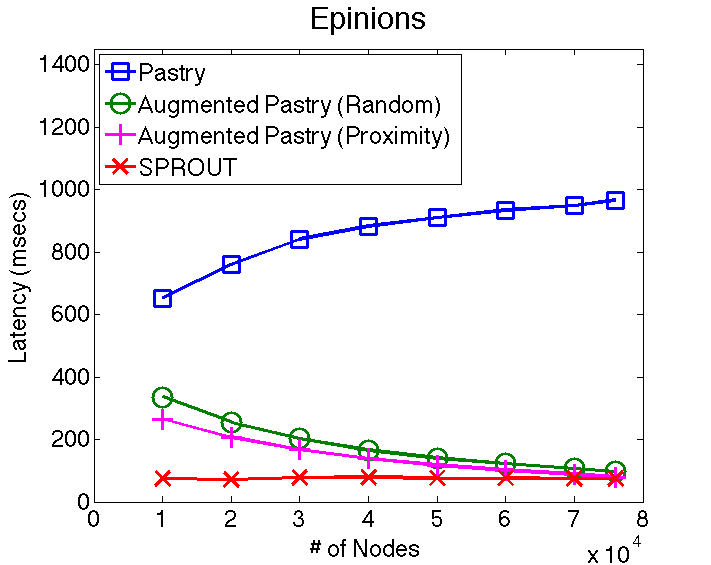 Epinions
1400
1200
1000
800
600
400
200
0
Latency (msecs)
Pastry
Augmented Pastry (Random)
Augmented Pastry (Proximity)
SPROUT
0 1 2 3 4 5 6 7 8
# of Nodes
x 10^4